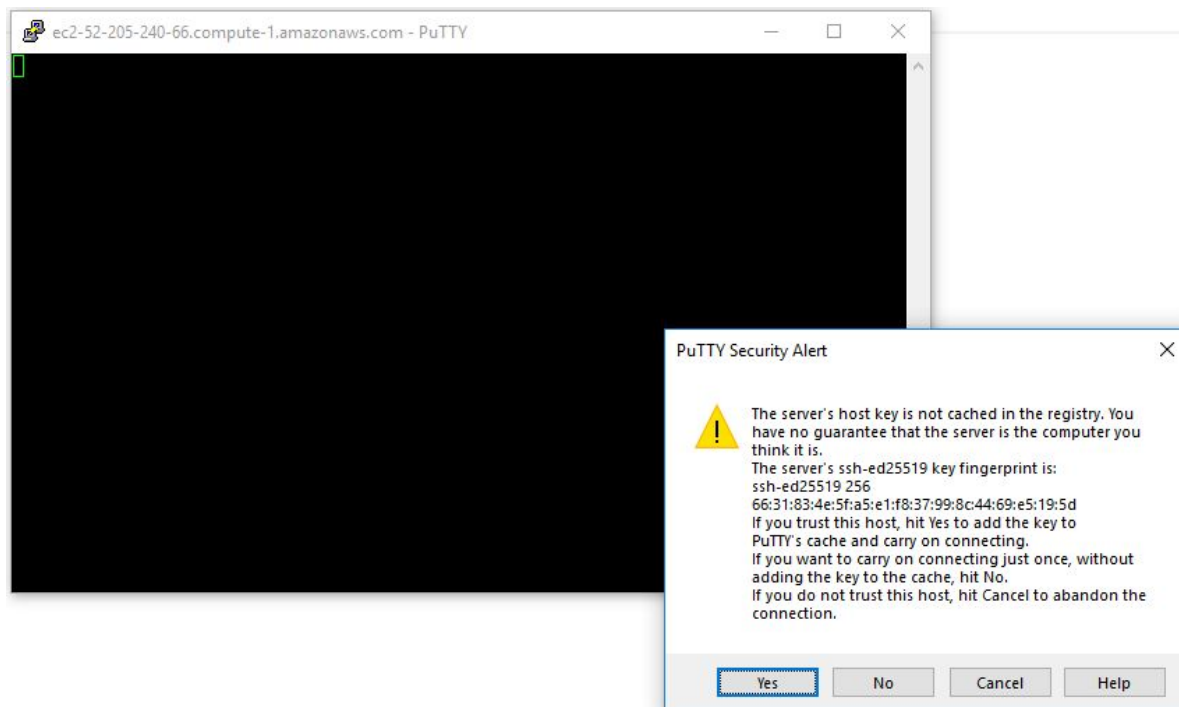 ec2-52-205-240-66.compute-1.amazonaws.com - PuTTY
PuTTY Security Alert
The server's host key is not cached in the registry. You
have no guarantee that the server is the computer you
think it is.
The server's ssh-ed25519 key fingerprint is:
ssh-ed25519 256
66:31:83:4e:5f:a5:e1:f8:37:99:8c:44:69:e5:19:5d
If you trust this host, hit Yes to add the key to
PuTTY's cache and carry on connecting.
If you want to carry on connecting just once, without
adding the key to the cache, hit No.
If you do not trust this host, hit Cancel to abandon the
connection.
Yes No Cancel Help